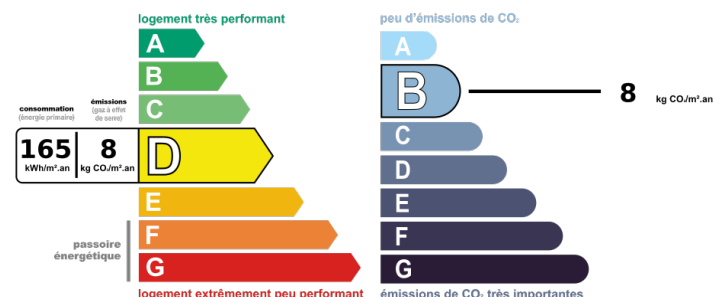 logement très performant
A
B
consommation
(énergie primaire)
émissions
(gaz à effet
de serre)
C
165
kWh/m².an
8
kg CO₂/m².an
D
E
passoire
énergétique
F
G
logement extrêmement peu performant
peu d'émissions de CO₂
A
B
8
kg CO₂/m².an
C
D
E
F
G
émissions de CO₂ très importantes